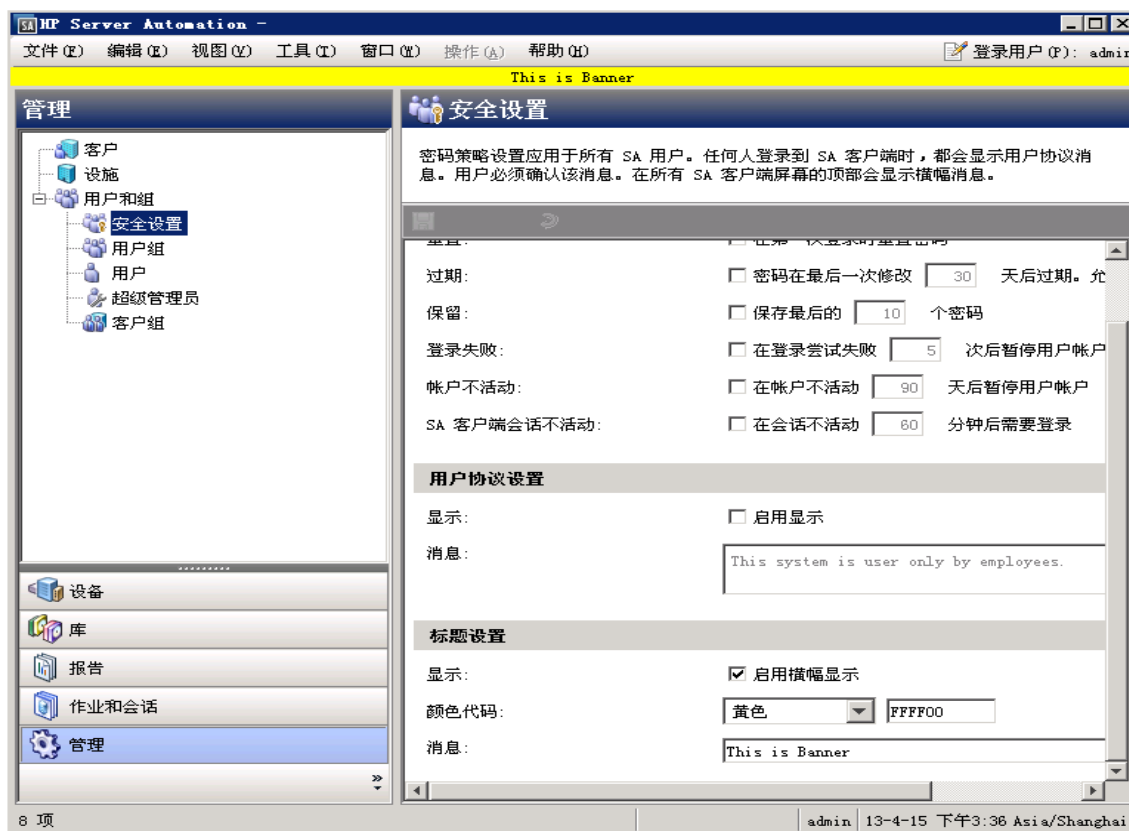 HP Server Automation -
文件(F) 编辑(E) 视图(V) 工具(T) 窗口(W) 操作(A) 帮助(H) 登录用户(P): admin
This is Banner
管理
客户
设施
用户和组
安全设置
用户组
用户
超级管理员
客户组
设备
库
报告
作业和会话
管理
安全设置
密码策略设置应用于所有 SA 用户。任何人登录到 SA 客户端时，都会显示用户协议消
息。用户必须确认该消息。在所有 SA 客户端屏幕的顶部会显示横幅消息。
重置: 在第一次登录时重置密码
过期: 密码在最后一次修改 30 天后过期。允
保留: 保存最后的 10 个密码
登录失败: 在登录尝试失败 5 次后暂停用户帐户
帐户不活动: 在帐户不活动 90 天后暂停用户帐户
SA 客户端会话不活动: 在会话不活动 60 分钟后需要登录
用户协议设置
显示: 启用显示
消息: This system is user only by employees.
标题设置
显示: 启用横幅显示
颜色代码: 黄色 FFFF00
消息: This is Banner
8 项 admin 13-4-15 下午3:36 Asia/Shanghai